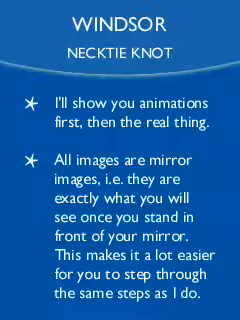 WINDSOR
NECKTIE KNOT
I'll show you animations
first, then the real thing.
All images are mirror
images, i.e. they are
exactly what you will
see once you stand in
front of your mirror.
This makes it a lot easier
for you to step through
the same steps as I do.